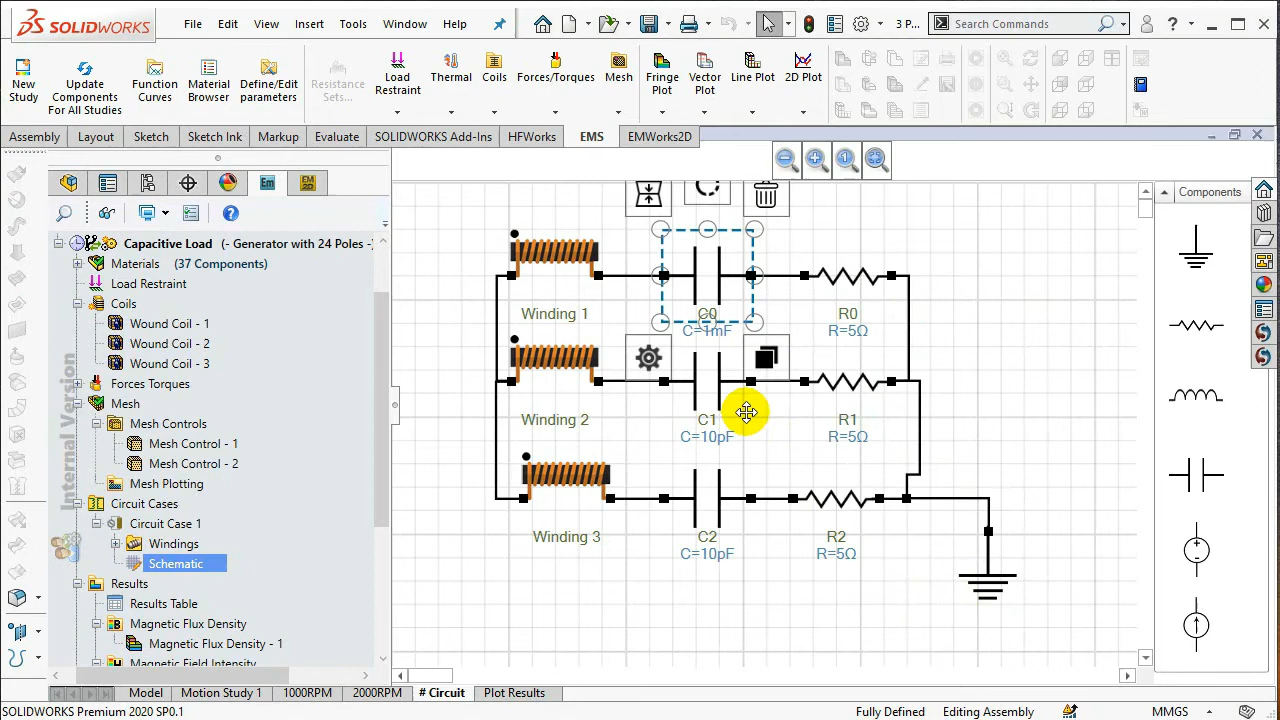 SOLIDWORKS File Edit View Insert Tools Window Help 3 P... Search Commands ?
New Study
Update Components For All Studies
Function Curves
Material Browser
Define/Edit parameters
Resistance Sets...
Load Restraint
Thermal
Coils
Forces/Torques
Mesh
Fringe Plot
Vector Plot
Line Plot
2D Plot
Assembly Layout Sketch Sketch Ink Markup Evaluate SOLIDWORKS Add-Ins HFWorks EMS EMWorks2D
Capacitive Load (- Generator with 24 Poles -
Materials (37 Components)
Load Restraint
Coils
Wound Coil - 1
Wound Coil - 2
Wound Coil - 3
Forces Torques
Mesh
Mesh Controls
Mesh Control - 1
Mesh Control - 2
Mesh Plotting
Circuit Cases
Circuit Case 1
Windings
Schematic
Results
Results Table
Magnetic Flux Density
Magnetic Flux Density - 1
Magnetic Field Intensity
Internal Version
Winding 1 C0 R0
C=1mF R=5Ω
Winding 2 C1 R1
C=10pF R=5Ω
Winding 3 C2 R2
C=10pF R=5Ω
Components
Model Motion Study 1 1000RPM 2000RPM # Circuit Plot Results
SOLIDWORKS Premium 2020 SP0.1 Fully Defined Editing Assembly MMGS